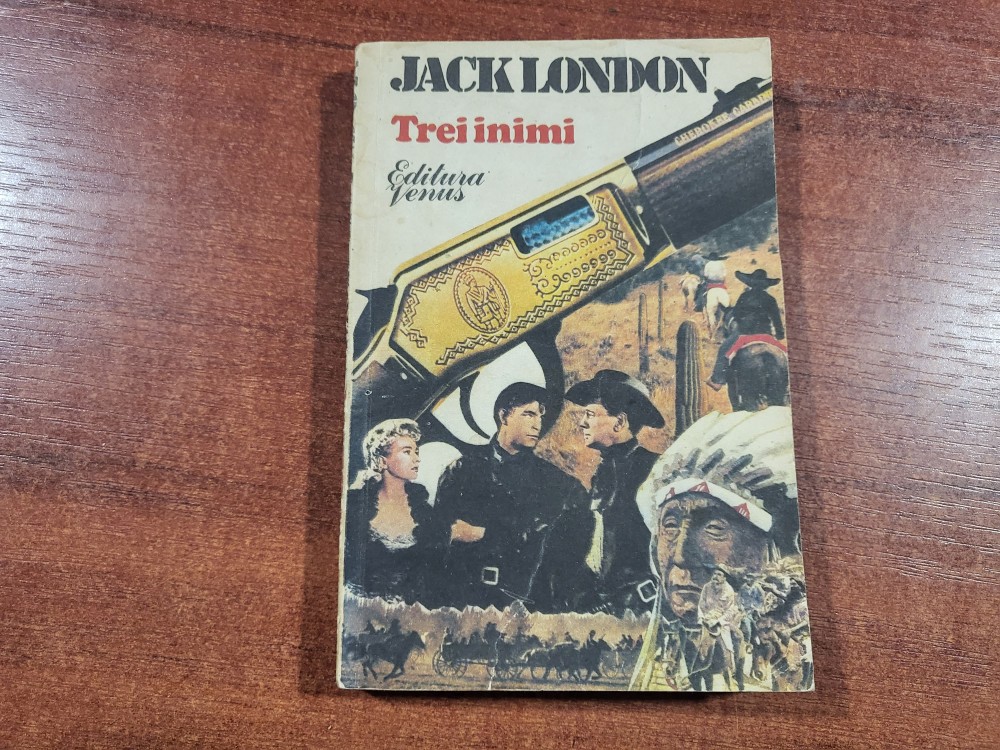 JACK LONDON
Trei inimi
Editura
Venus
CHEROKEE CARBINE